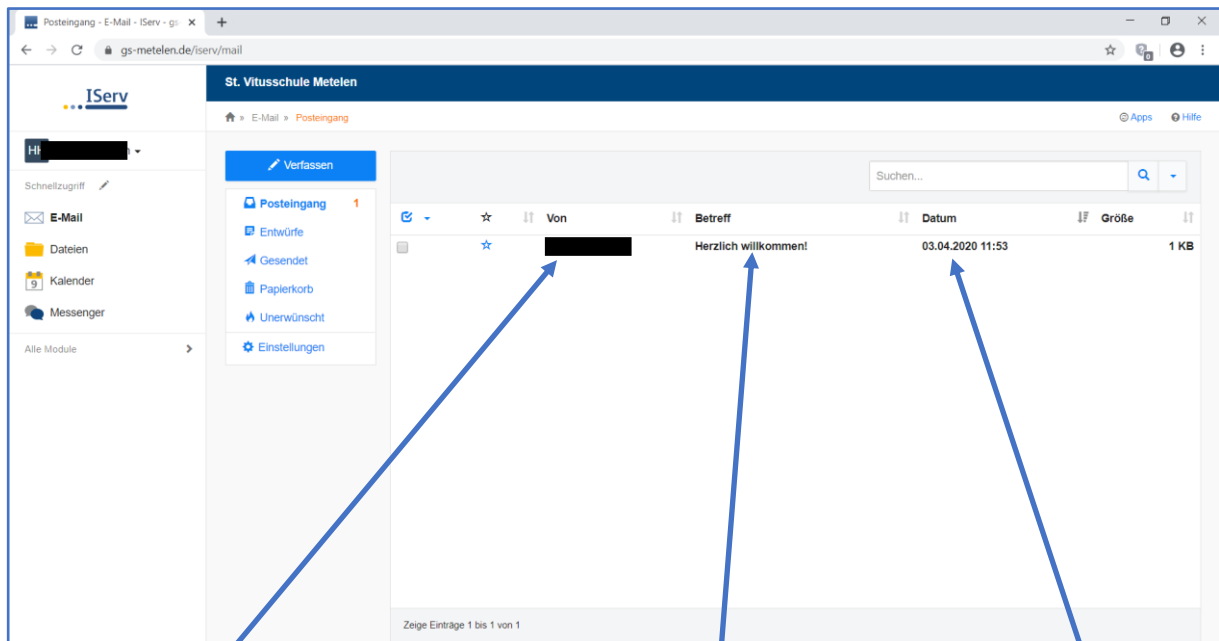 Posteingang - E-Mail - IServ - gs-
gs-metelen.de/iserv/mail
IServ
St. Vitusschule Metelen
» E-Mail » Posteingang
Apps Hilfe
Schnellzugriff
E-Mail
Dateien
9 Kalender
Messenger
Alle Module
Verfassen
Posteingang 1
Entwürfe
Gesendet
Papierkorb
Unerwünscht
Einstellungen
Suchen...
Von Betreff Datum Größe
Herzlich willkommen! 03.04.2020 11:53 1 KB
Zeige Einträge 1 bis 1 von 1